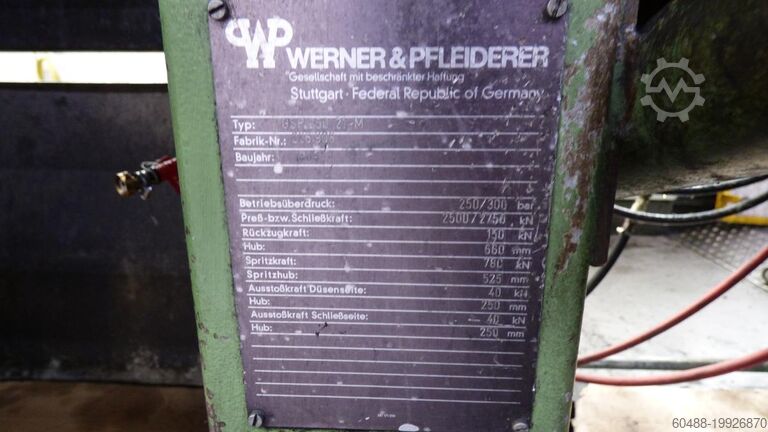 WP WERNER & PFLEIDERER
Gesellschaft mit beschränkter Haftung
Stuttgart · Federal Republic of Germany
Typ:
Fabrik-Nr.:
Baujahr:
Betriebsüberdruck: 250/300 bar
Preß-bzw. Schließkraft: 2500/2750 kN
Rückzugkraft: 150 kN
Hub: 660 mm
Spritzkraft: 780 kN
Spritzhub: 525 mm
Ausstoßkraft Düsenseite: 40 kN
Hub: 250 mm
Ausstoßkraft Schließseite: 40 kN
Hub: 250 mm
60488-19926870